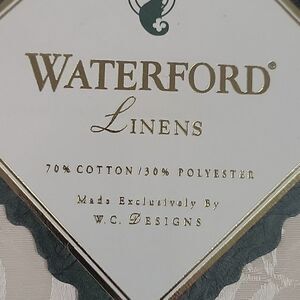 WATERFORD®
LINENS
70% COTTON/30% POLYESTER
Made Exclusively By
W.C. DESIGNS